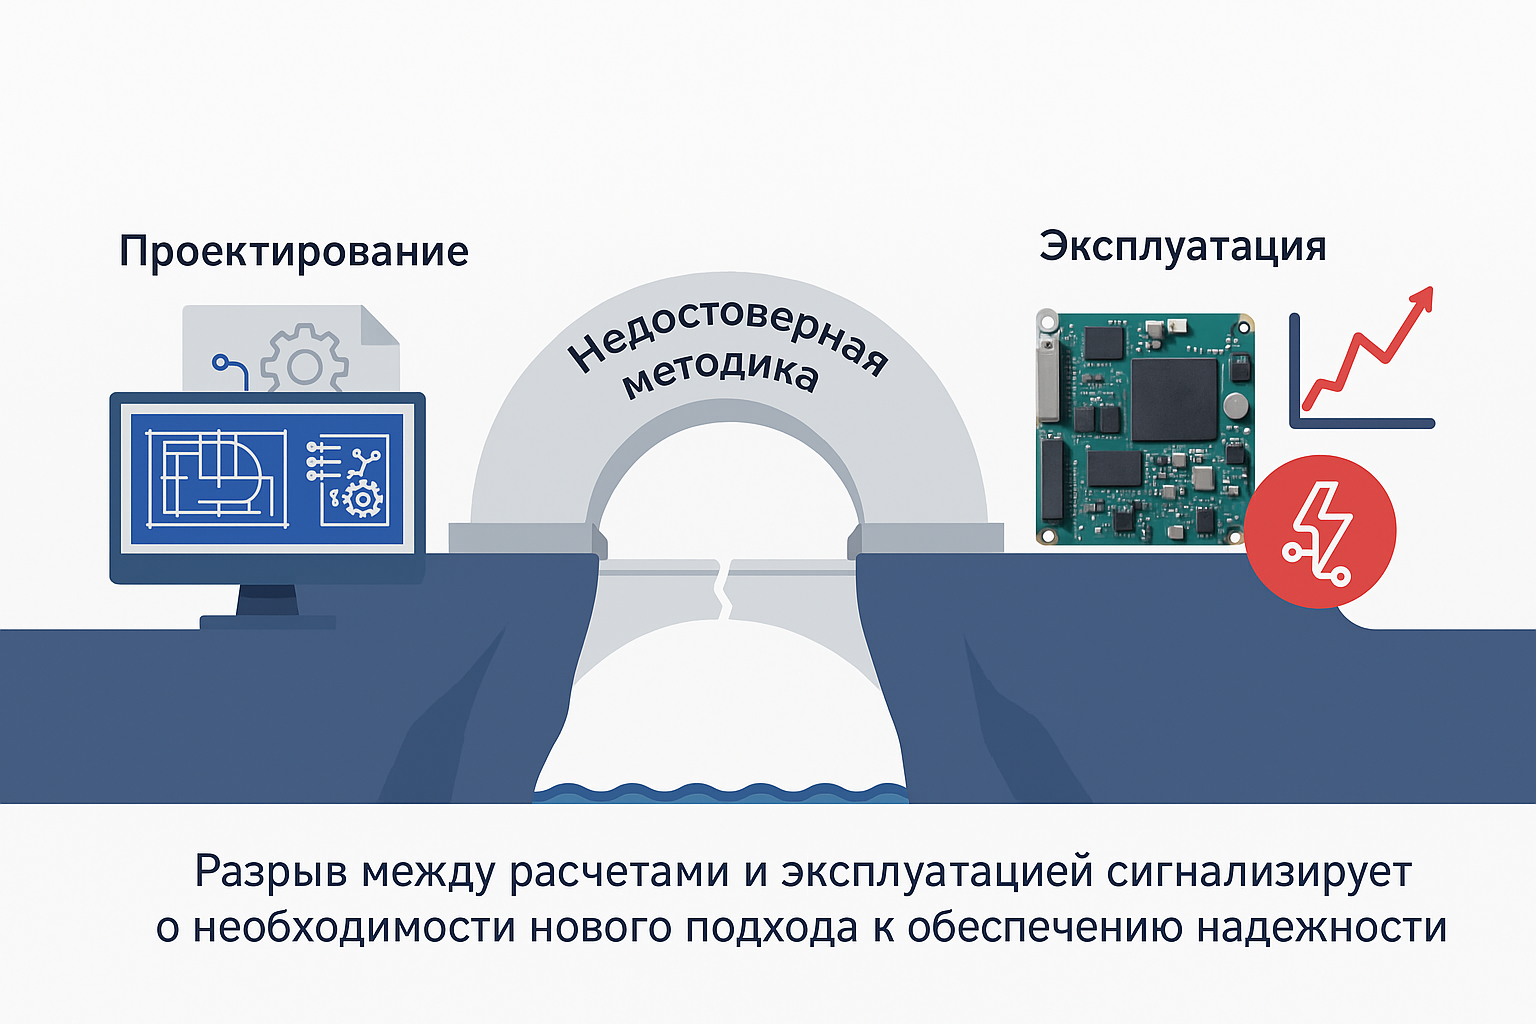 Проектирование
Эксплуатация
Недостоверная
методика
Разрыв между расчетами и эксплуатацией сигнализирует
о необходимости нового подхода к обеспечению надежности